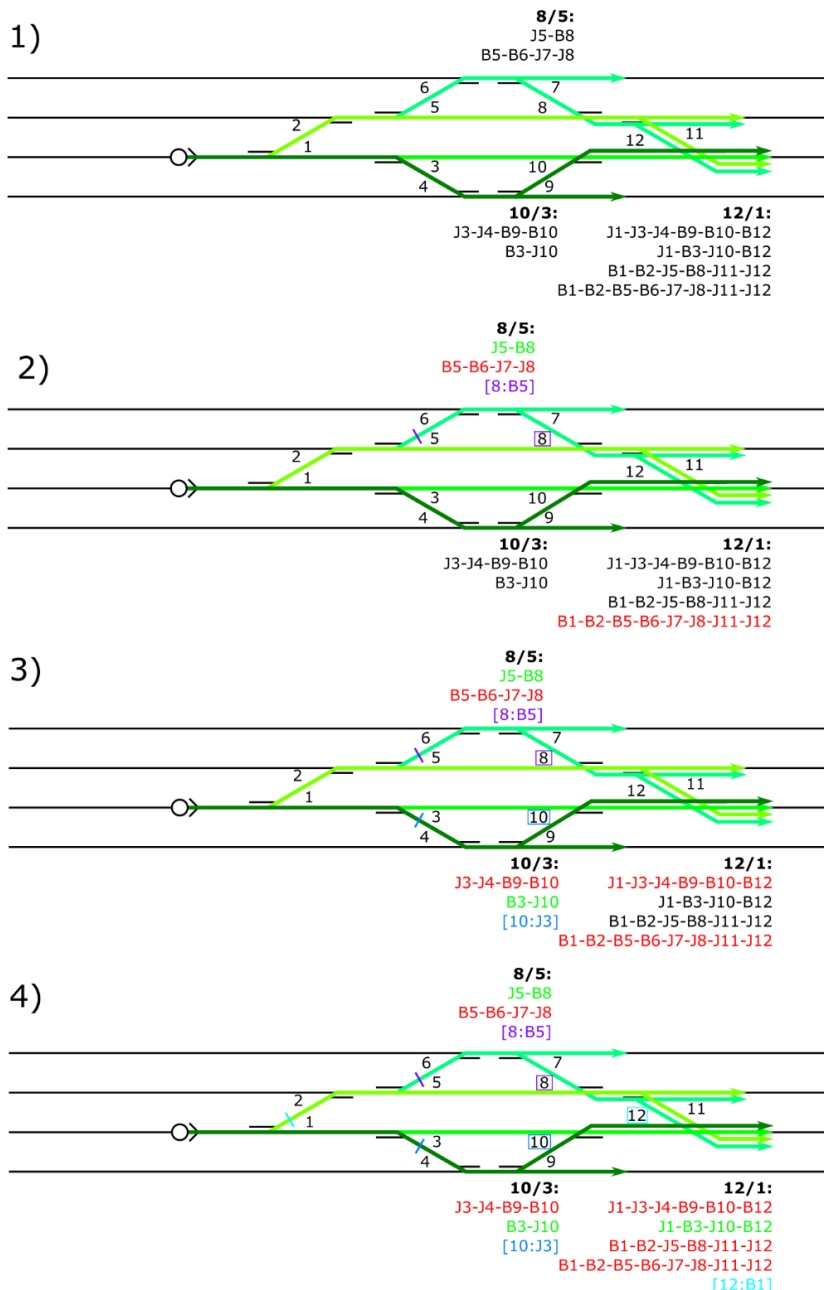 1)
8/5:
J5-B8
B5-B6-J7-J8
6
7
5
8
2
12
11
1
3
10
4
9
10/3:
12/1:
J3-J4-B9-B10
J1-J3-J4-B9-B10-B12
B3-J10
J1-B3-J10-B12
B1-B2-J5-B8-J11-J12
B1-B2-B5-B6-J7-J8-J11-J12
2)
8/5:
J5-B8
B5-B6-J7-J8
[8:B5]
6
7
5
8
2
12
11
1
3
10
4
9
10/3:
12/1:
J3-J4-B9-B10
J1-J3-J4-B9-B10-B12
B3-J10
J1-B3-J10-B12
B1-B2-J5-B8-J11-J12
B1-B2-B5-B6-J7-J8-J11-J12
3)
8/5:
J5-B8
B5-B6-J7-J8
[8:B5]
6
7
5
8
2
12
11
1
3
10
4
9
10/3:
12/1:
J3-J4-B9-B10
J1-J3-J4-B9-B10-B12
B3-J10
J1-B3-J10-B12
[10:J3]
B1-B2-J5-B8-J11-J12
B1-B2-B5-B6-J7-J8-J11-J12
4)
8/5:
J5-B8
B5-B6-J7-J8
[8:B5]
6
7
5
8
2
12
11
1
3
10
4
9
10/3:
12/1:
J3-J4-B9-B10
J1-J3-J4-B9-B10-B12
B3-J10
J1-B3-J10-B12
[10:J3]
B1-B2-J5-B8-J11-J12
B1-B2-B5-B6-J7-J8-J11-J12
[12:B1]